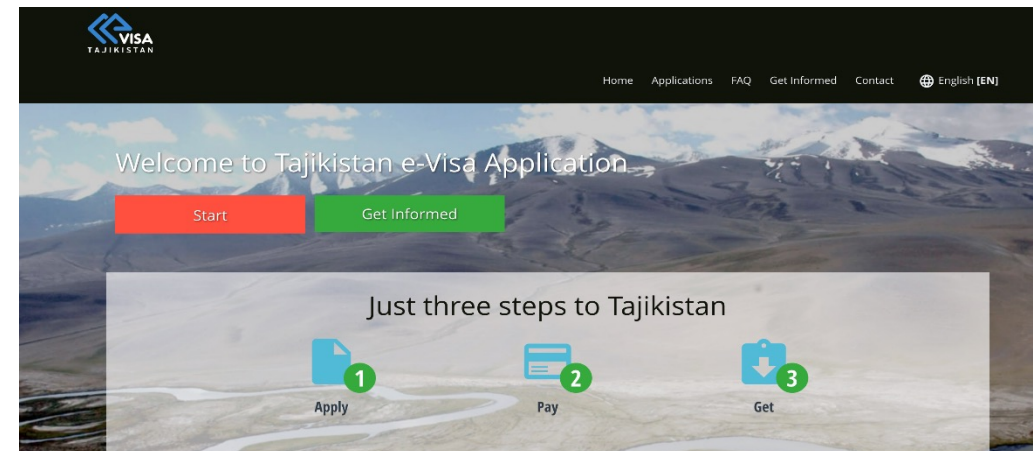 VISA
TAJIKISTAN
Home Applications FAQ Get Informed Contact English [EN]
Welcome to Tajikistan e-Visa Application
Start Get Informed
Just three steps to Tajikistan
1 2 3
Apply Pay Get